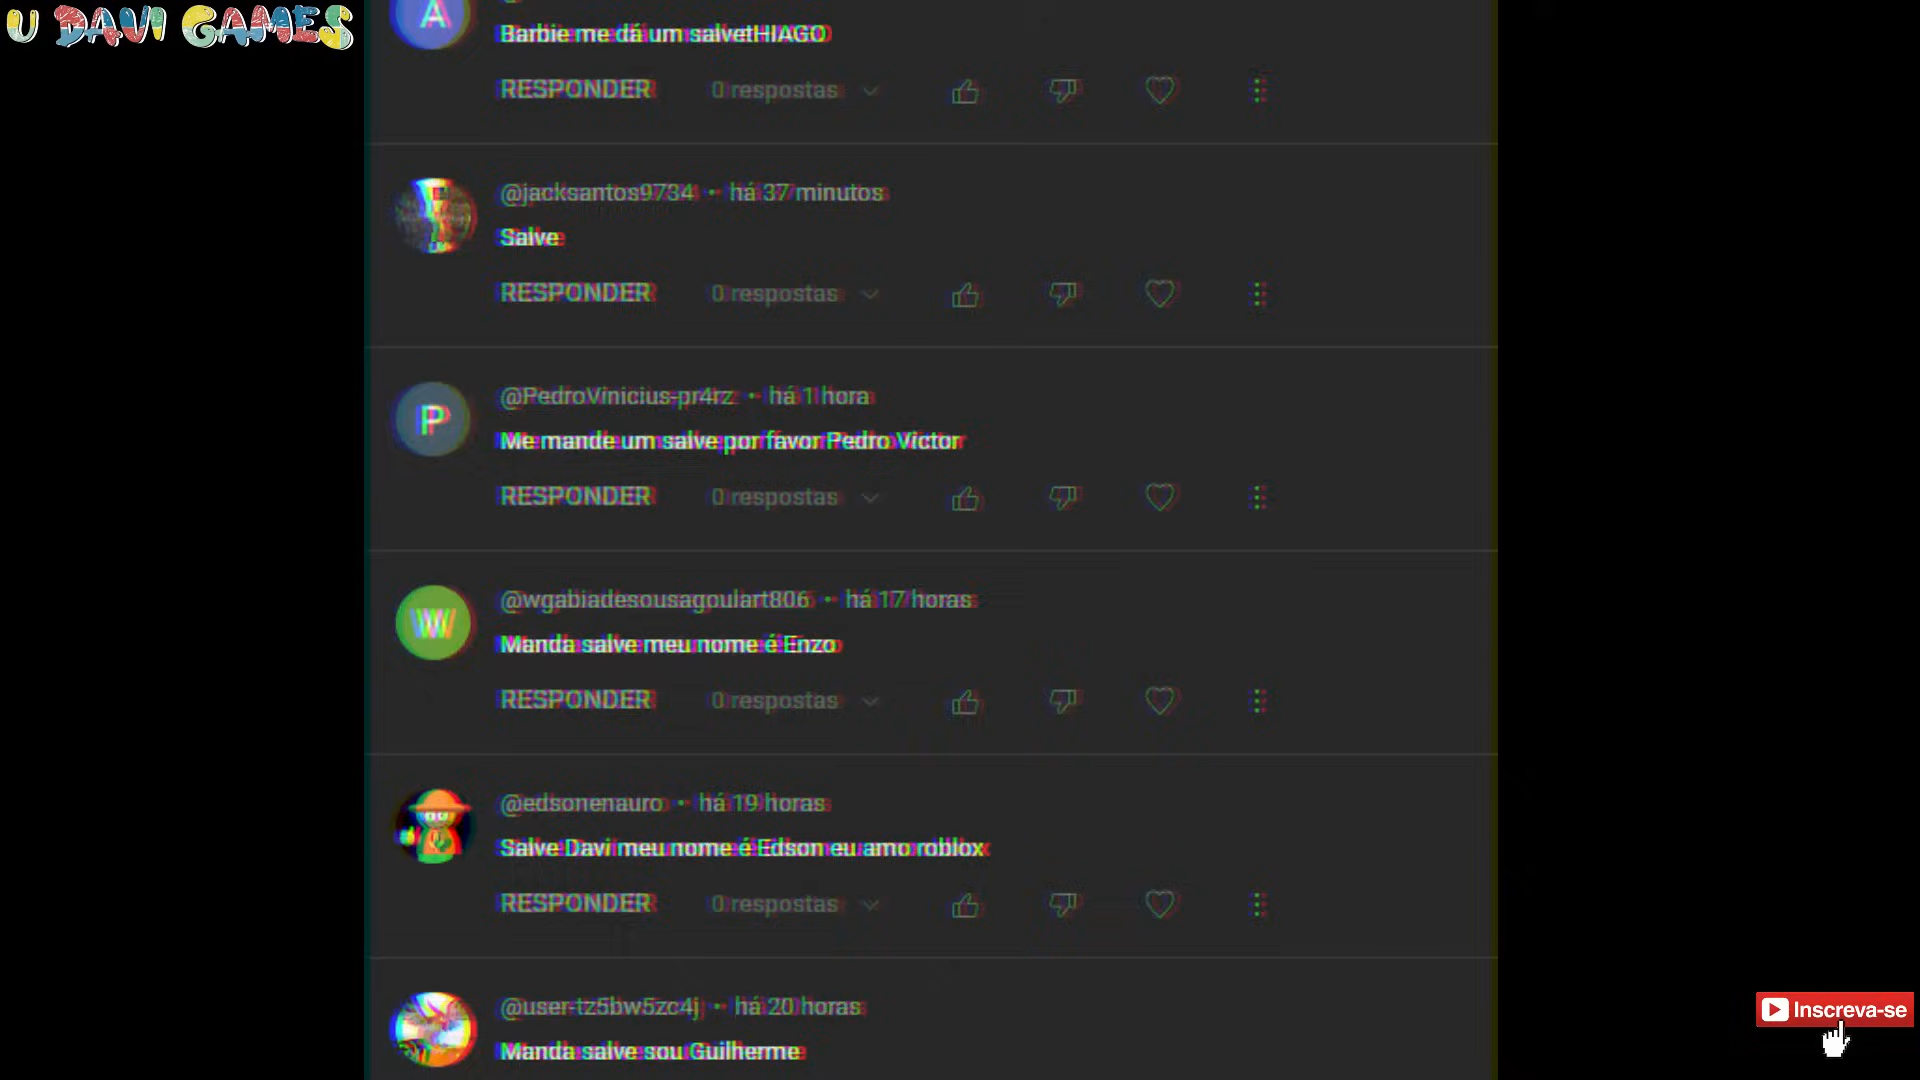 U DAVI GAMES
A
Barbie me dá um salvetHIAGO
RESPONDER 0 respostas
@jacksantos9734 • há 37 minutos
Salve
RESPONDER 0 respostas
P
@PedroVinicius-pr4rz • há 1 hora
Me mande um salve por favor Pedro Victor
RESPONDER 0 respostas
W
@wgabiadesousagoulart806 • há 17 horas
Manda salve meu nome é Enzo
RESPONDER 0 respostas
@edsonenauro • há 19 horas
Salve Davi meu nome é Edson eu amo roblox
RESPONDER 0 respostas
@user-tz5bw5zc4j • há 20 horas
Manda salve sou Guilherme
Inscreva-se